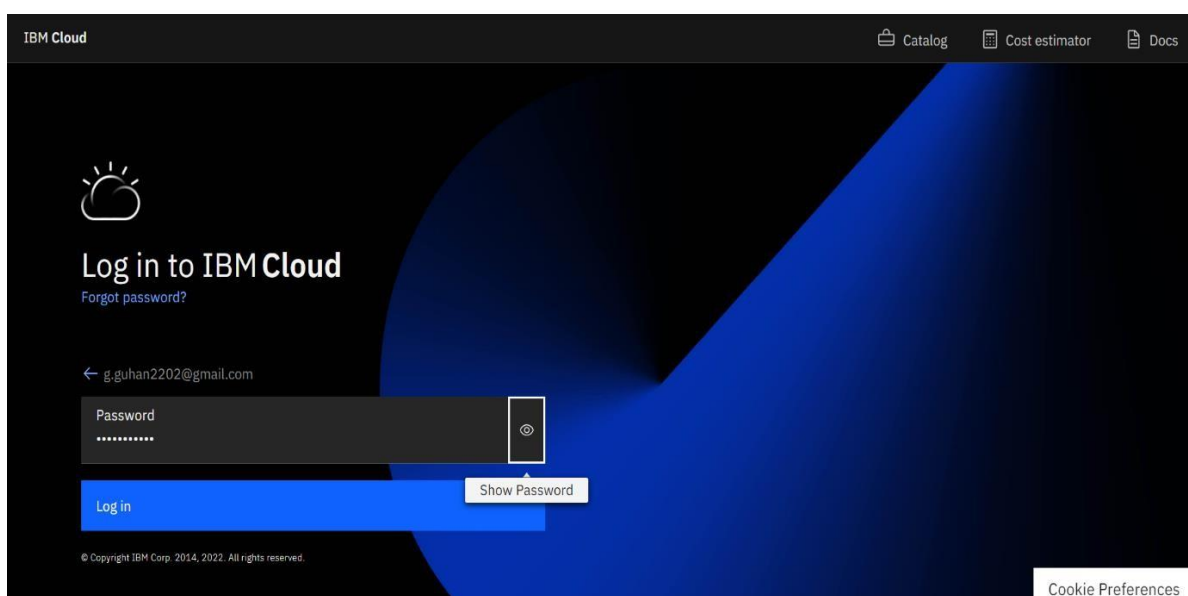 IBM Cloud Catalog Cost estimator Docs
Log in to IBM Cloud
Forgot password?
← g.guhan2202@gmail.com
Password
•••••••••••
Show Password
Log in
© Copyright IBM Corp. 2014, 2022. All rights reserved.
Cookie Preferences